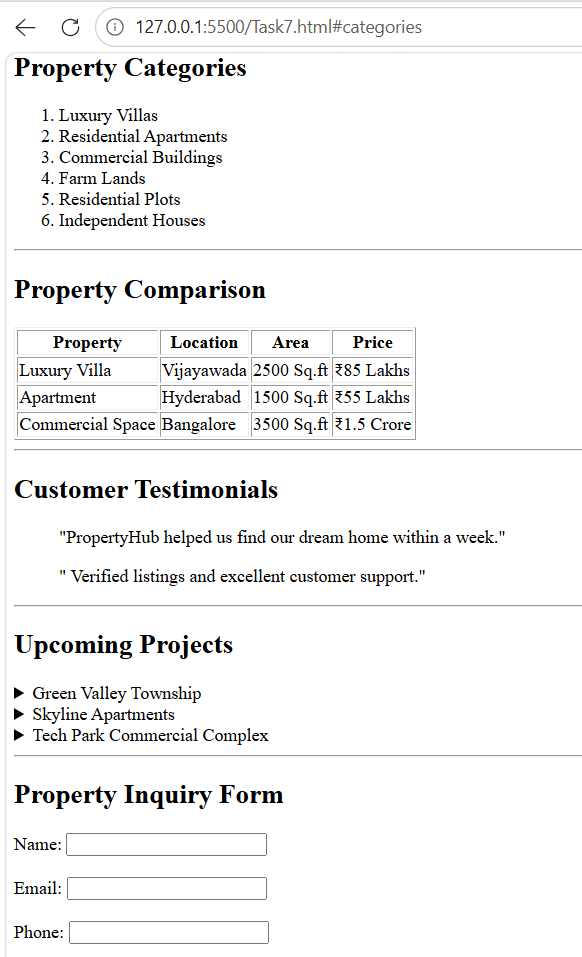 127.0.0.1:5500/Task7.html#categories
Property Categories
1. Luxury Villas
2. Residential Apartments
3. Commercial Buildings
4. Farm Lands
5. Residential Plots
6. Independent Houses
Property Comparison
Property Location Area Price
Luxury Villa Vijayawada 2500 Sq.ft ₹85 Lakhs
Apartment Hyderabad 1500 Sq.ft ₹55 Lakhs
Commercial Space Bangalore 3500 Sq.ft ₹1.5 Crore
Customer Testimonials
"PropertyHub helped us find our dream home within a week."
" Verified listings and excellent customer support."
Upcoming Projects
Green Valley Township
Skyline Apartments
Tech Park Commercial Complex
Property Inquiry Form
Name:
Email:
Phone: